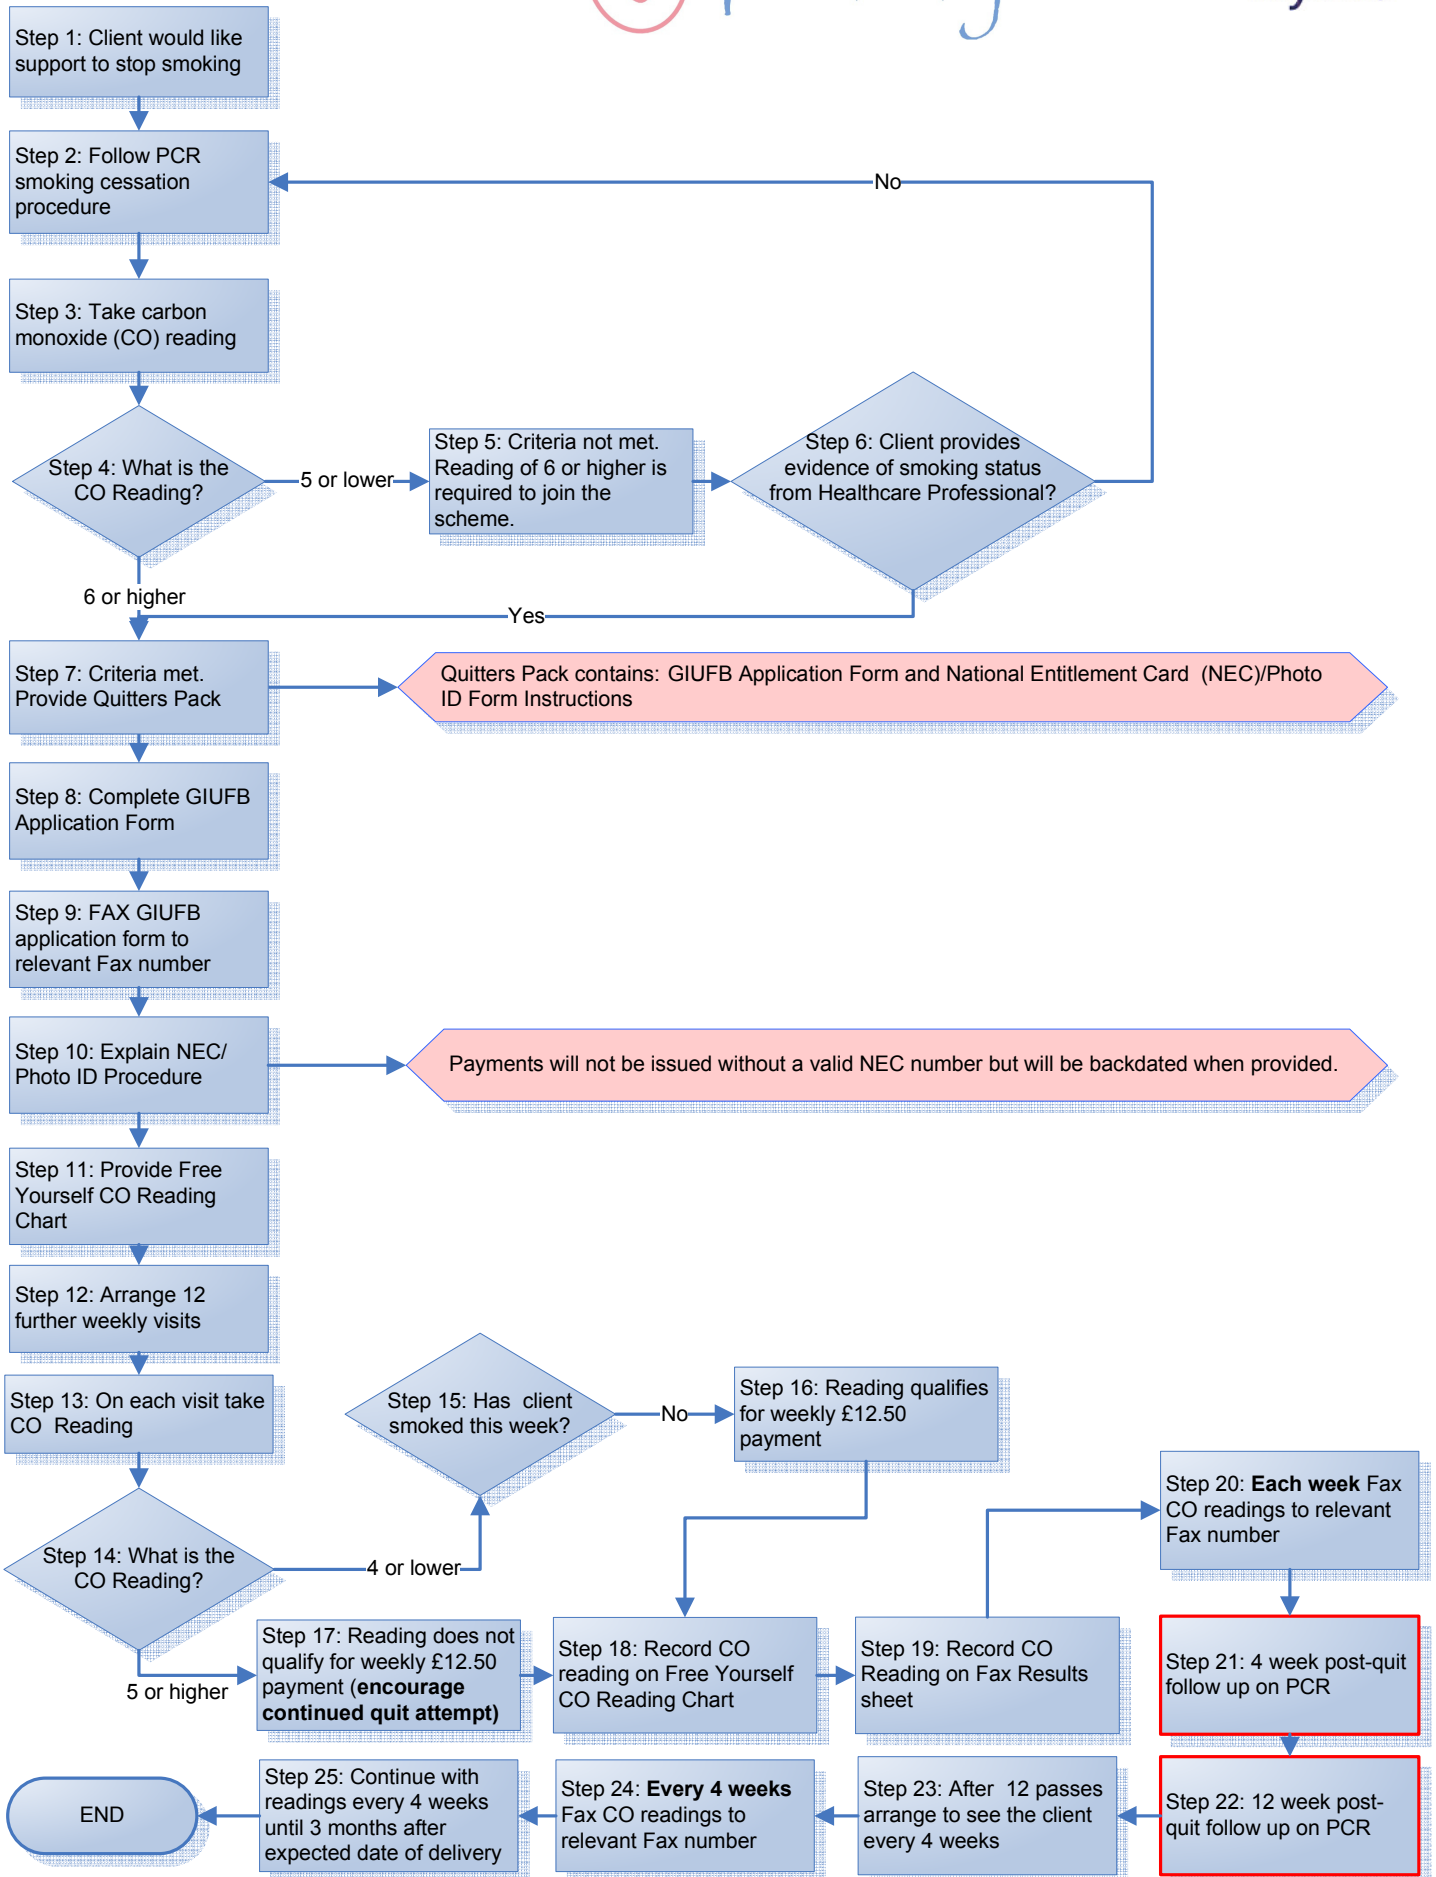 Step 1: Client would like
support to stop smoking
Step 2: Follow PCR
smoking cessation
procedure
No
Step 3: Take carbon
monoxide (CO) reading
Step 4: What is the
CO Reading?
5 or lower
Step 5: Criteria not met.
Reading of 6 or higher is
required to join the
scheme.
Step 6: Client provides
evidence of smoking status
from Healthcare Professional?
6 or higher
Yes
Step 7: Criteria met.
Provide Quitters Pack
Quitters Pack contains: GIUFB Application Form and National Entitlement Card (NEC)/Photo
ID Form Instructions
Step 8: Complete GIUFB
Application Form
Step 9: FAX GIUFB
application form to
relevant Fax number
Step 10: Explain NEC/
Photo ID Procedure
Payments will not be issued without a valid NEC number but will be backdated when provided.
Step 11: Provide Free
Yourself CO Reading
Chart
Step 12: Arrange 12
further weekly visits
Step 13: On each visit take
CO Reading
Step 14: What is the
CO Reading?
4 or lower
Step 15: Has client
smoked this week?
No
Step 16: Reading qualifies
for weekly £12.50
payment
5 or higher
Step 17: Reading does not
qualify for weekly £12.50
payment (encourage
continued quit attempt)
Step 18: Record CO
reading on Free Yourself
CO Reading Chart
Step 19: Record CO
Reading on Fax Results
sheet
Step 20: Each week Fax
CO readings to relevant
Fax number
Step 21: 4 week post-quit
follow up on PCR
Step 22: 12 week post-
quit follow up on PCR
Step 23: After 12 passes
arrange to see the client
every 4 weeks
Step 24: Every 4 weeks
Fax CO readings to
relevant Fax number
Step 25: Continue with
readings every 4 weeks
until 3 months after
expected date of delivery
END